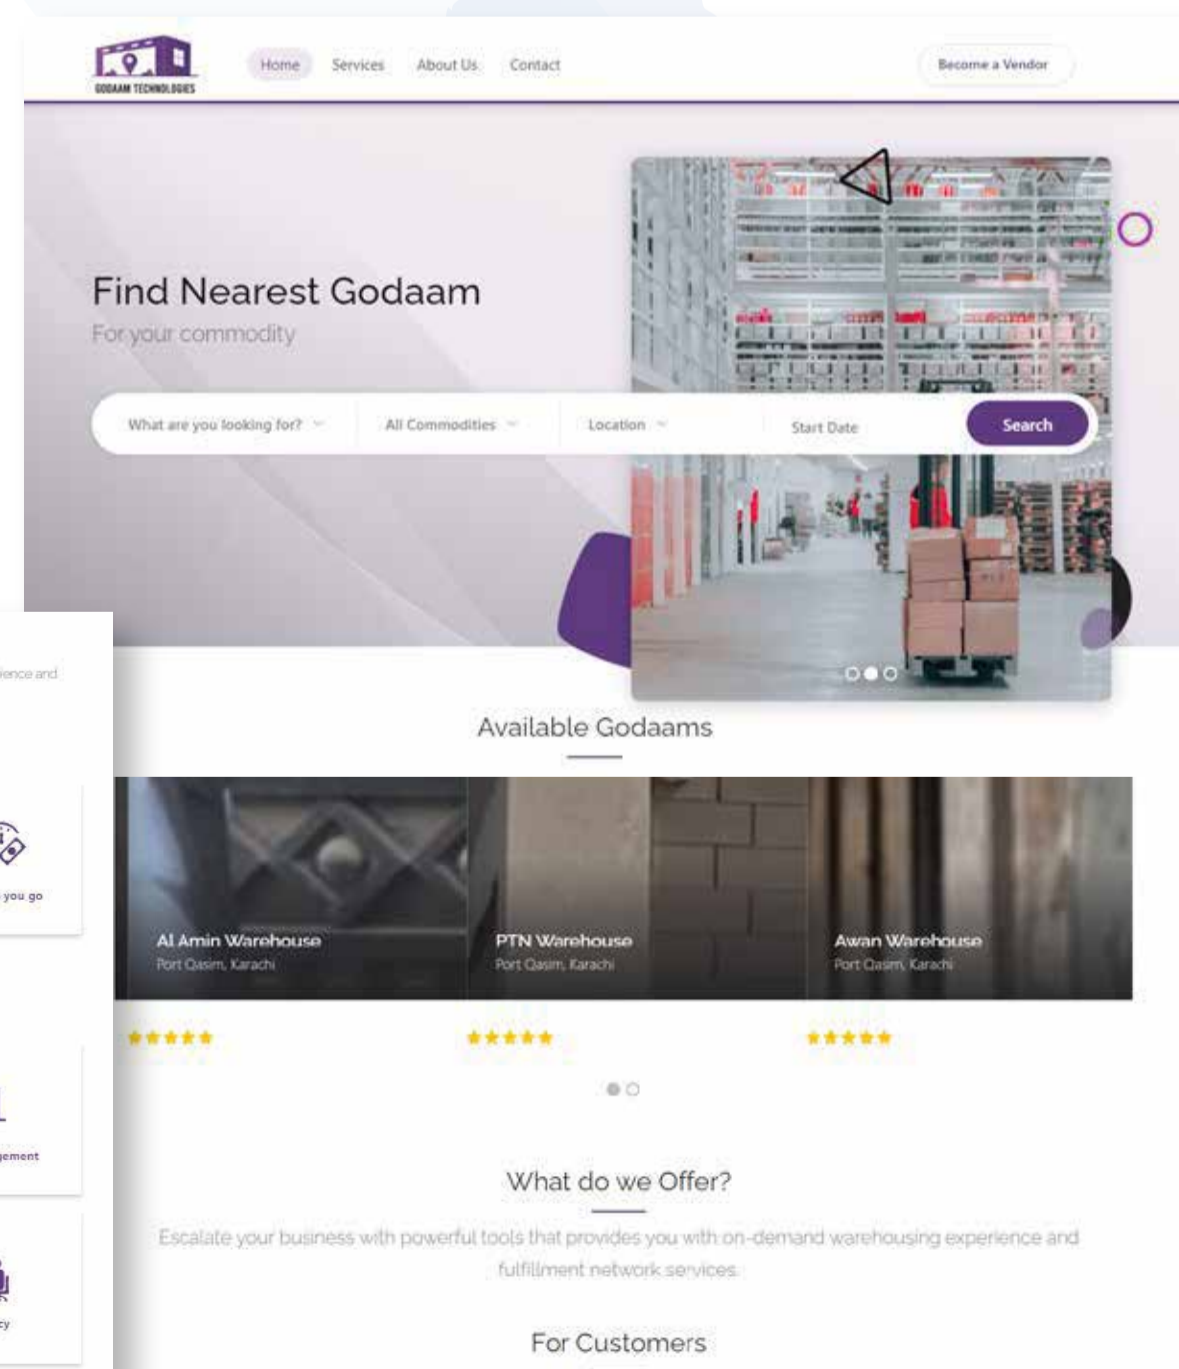 GODAAM TECHNOLOGIES
Home Services About Us Contact
Become a Vendor
Find Nearest Godaam
For your commodity
What are you looking for? All Commodities Location Start Date Search
Available Godaams
Al Amin Warehouse
Port Qasim, Karachi
PTN Warehouse
Port Qasim, Karachi
Awan Warehouse
Port Qasim, Karachi
What do we Offer?
Escalate your business with powerful tools that provides you with on-demand warehousing experience and
fulfillment network services.
For Customers
and
you go